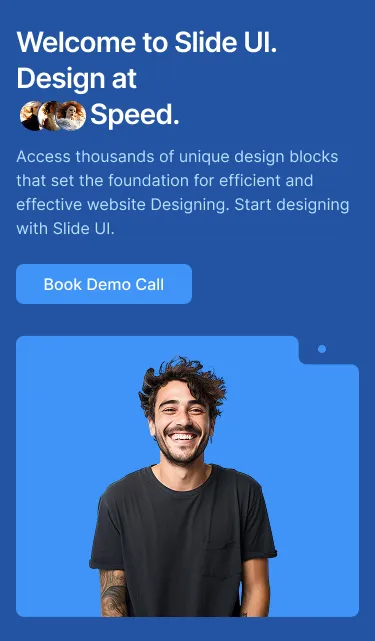 Welcome to Slide UI.
Design at
Speed.
Access thousands of unique design blocks
that set the foundation for efficient and
effective website Designing. Start designing
with Slide UI.
Book Demo Call